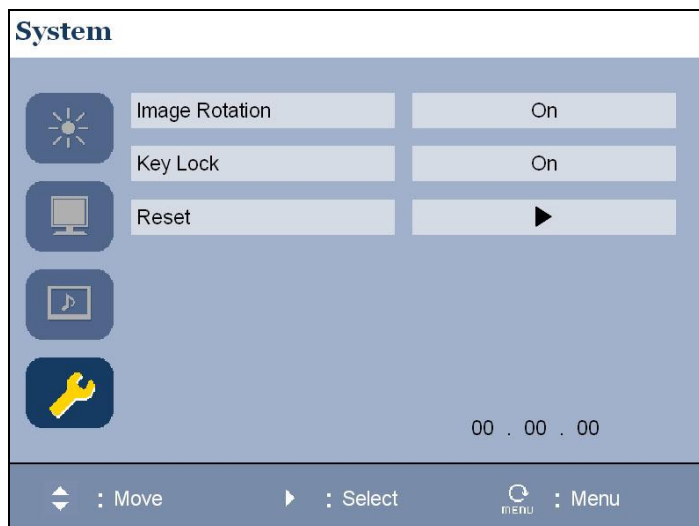 System
Image Rotation On
Key Lock On
Reset
00 . 00 . 00
: Move : Select MENU : Menu